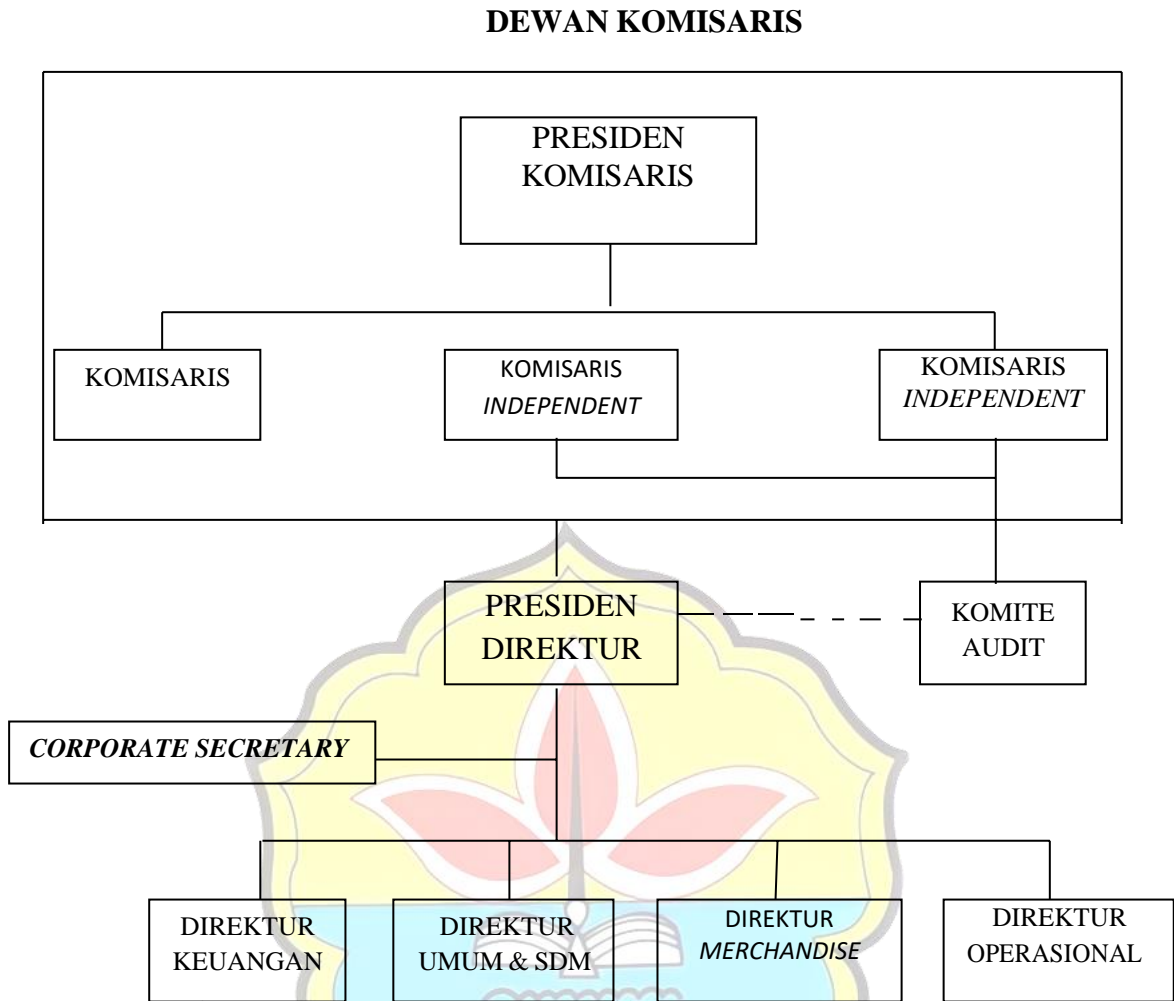 DEWAN KOMISARIS
PRESIDEN
KOMISARIS
KOMISARIS
KOMISARIS
INDEPENDENT
KOMISARIS
INDEPENDENT
PRESIDEN
DIREKTUR
KOMITE
AUDIT
CORPORATE SECRETARY
DIREKTUR
KEUANGAN
DIREKTUR
UMUM & SDM
DIREKTUR
MERCHANDISE
DIREKTUR
OPERASIONAL